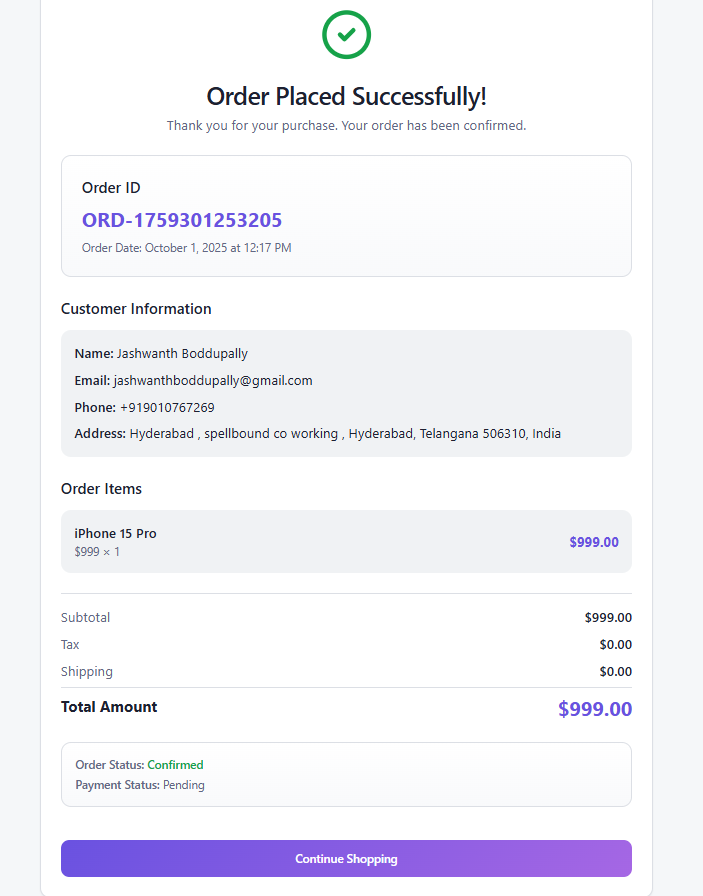 Order Placed Successfully!
Thank you for your purchase. Your order has been confirmed.
Order ID
ORD-1759301253205
Order Date: October 1, 2025 at 12:17 PM
Customer Information
Name: Jashwanth Boddupally
Email: jashwanthboddupally@gmail.com
Phone: +919010767269
Address: Hyderabad , spellbound co working , Hyderabad, Telangana 506310, India
Order Items
iPhone 15 Pro
$999 × 1
$999.00
Subtotal $999.00
Tax $0.00
Shipping $0.00
Total Amount $999.00
Order Status: Confirmed
Payment Status: Pending
Continue Shopping